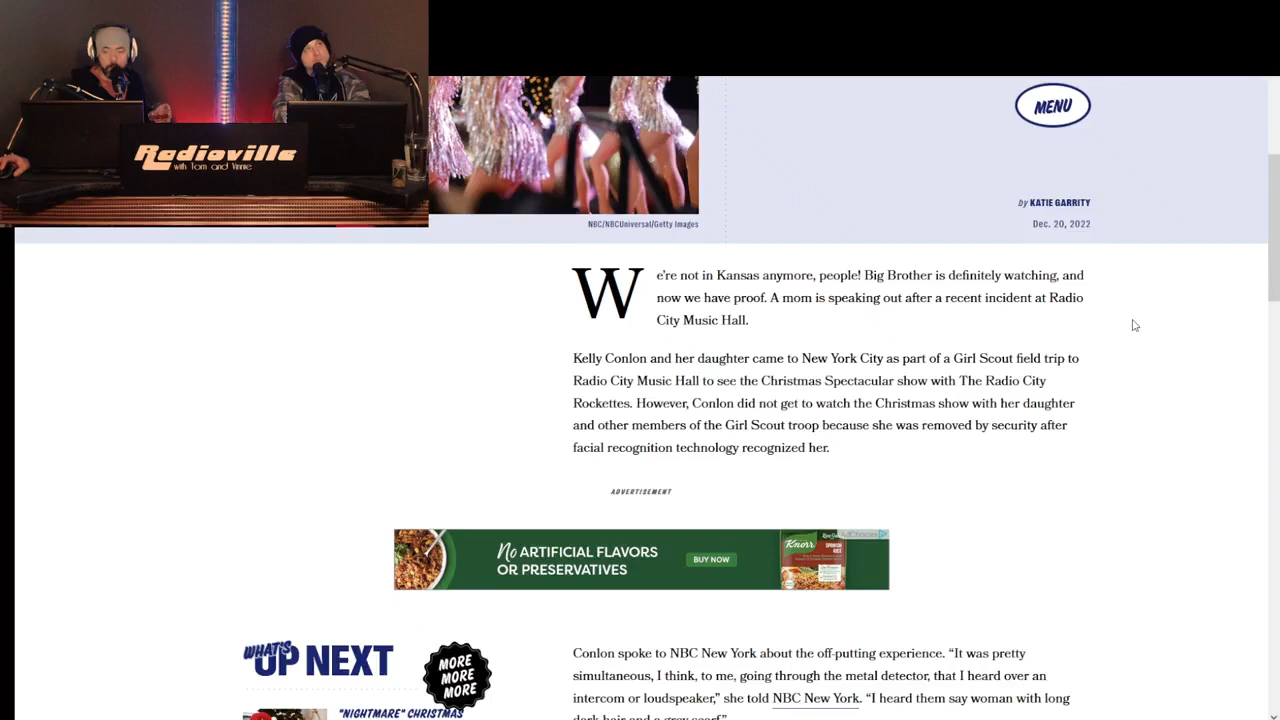 Radioville
with Tom and Vinnie
MENU
by KATIE GARRITY
NBC/NBCUniversal/Getty Images
Dec. 20, 2022
We're not in Kansas anymore, people! Big Brother is definitely watching, and
now we have proof. A mom is speaking out after a recent incident at Radio
City Music Hall.
Kelly Conlon and her daughter came to New York City as part of a Girl Scout field trip to
Radio City Music Hall to see the Christmas Spectacular show with The Radio City
Rockettes. However, Conlon did not get to watch the Christmas show with her daughter
and other members of the Girl Scout troop because she was removed by security after
facial recognition technology recognized her.
ADVERTISEMENT
No ARTIFICIAL FLAVORS
OR PRESERVATIVES
BUY NOW
Knorr
SPANISH
RICE
WHAT'S
UP NEXT
MORE
MORE
MORE
"NIGHTMARE" CHRISTMAS
Conlon spoke to NBC New York about the off-putting experience. “It was pretty
simultaneous, I think, to me, going through the metal detector, that I heard over an
intercom or loudspeaker,” she told NBC New York. “I heard them say woman with long
dark hair and a grey scarf.”